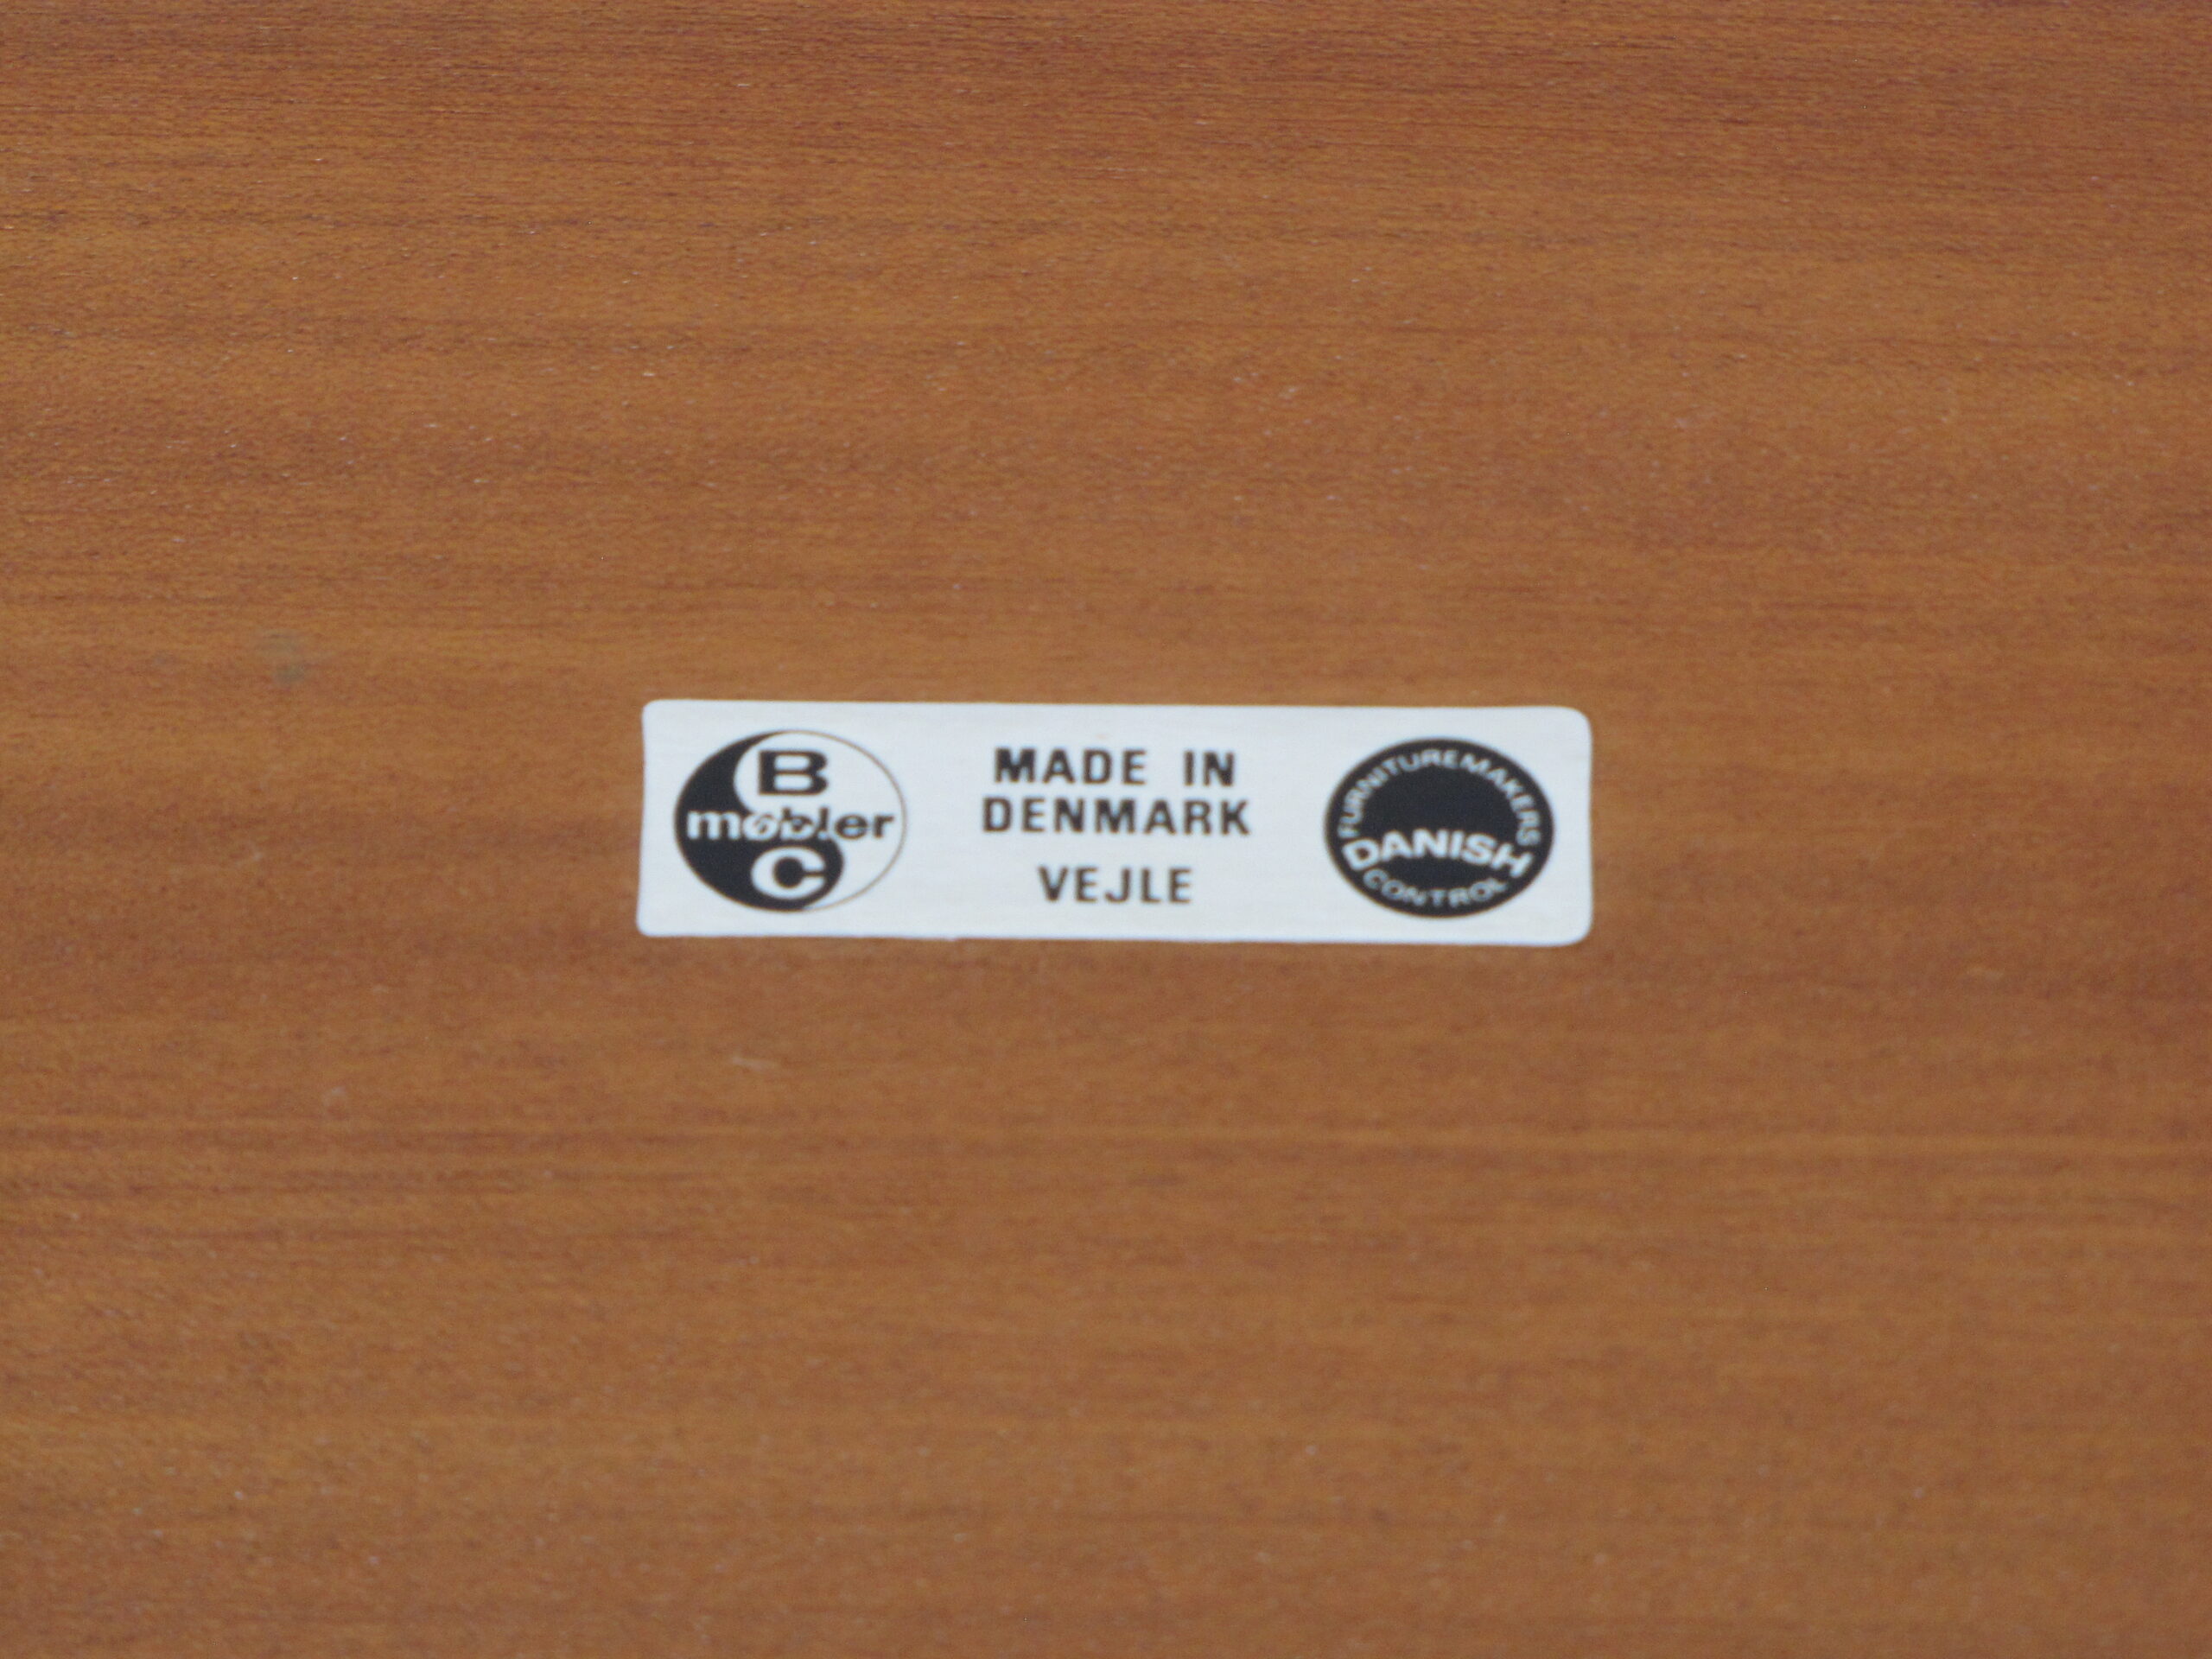 B
møbler
C
MADE IN
DENMARK
VEJLE
FURNITUREMAKERS
DANISH
CONTROL